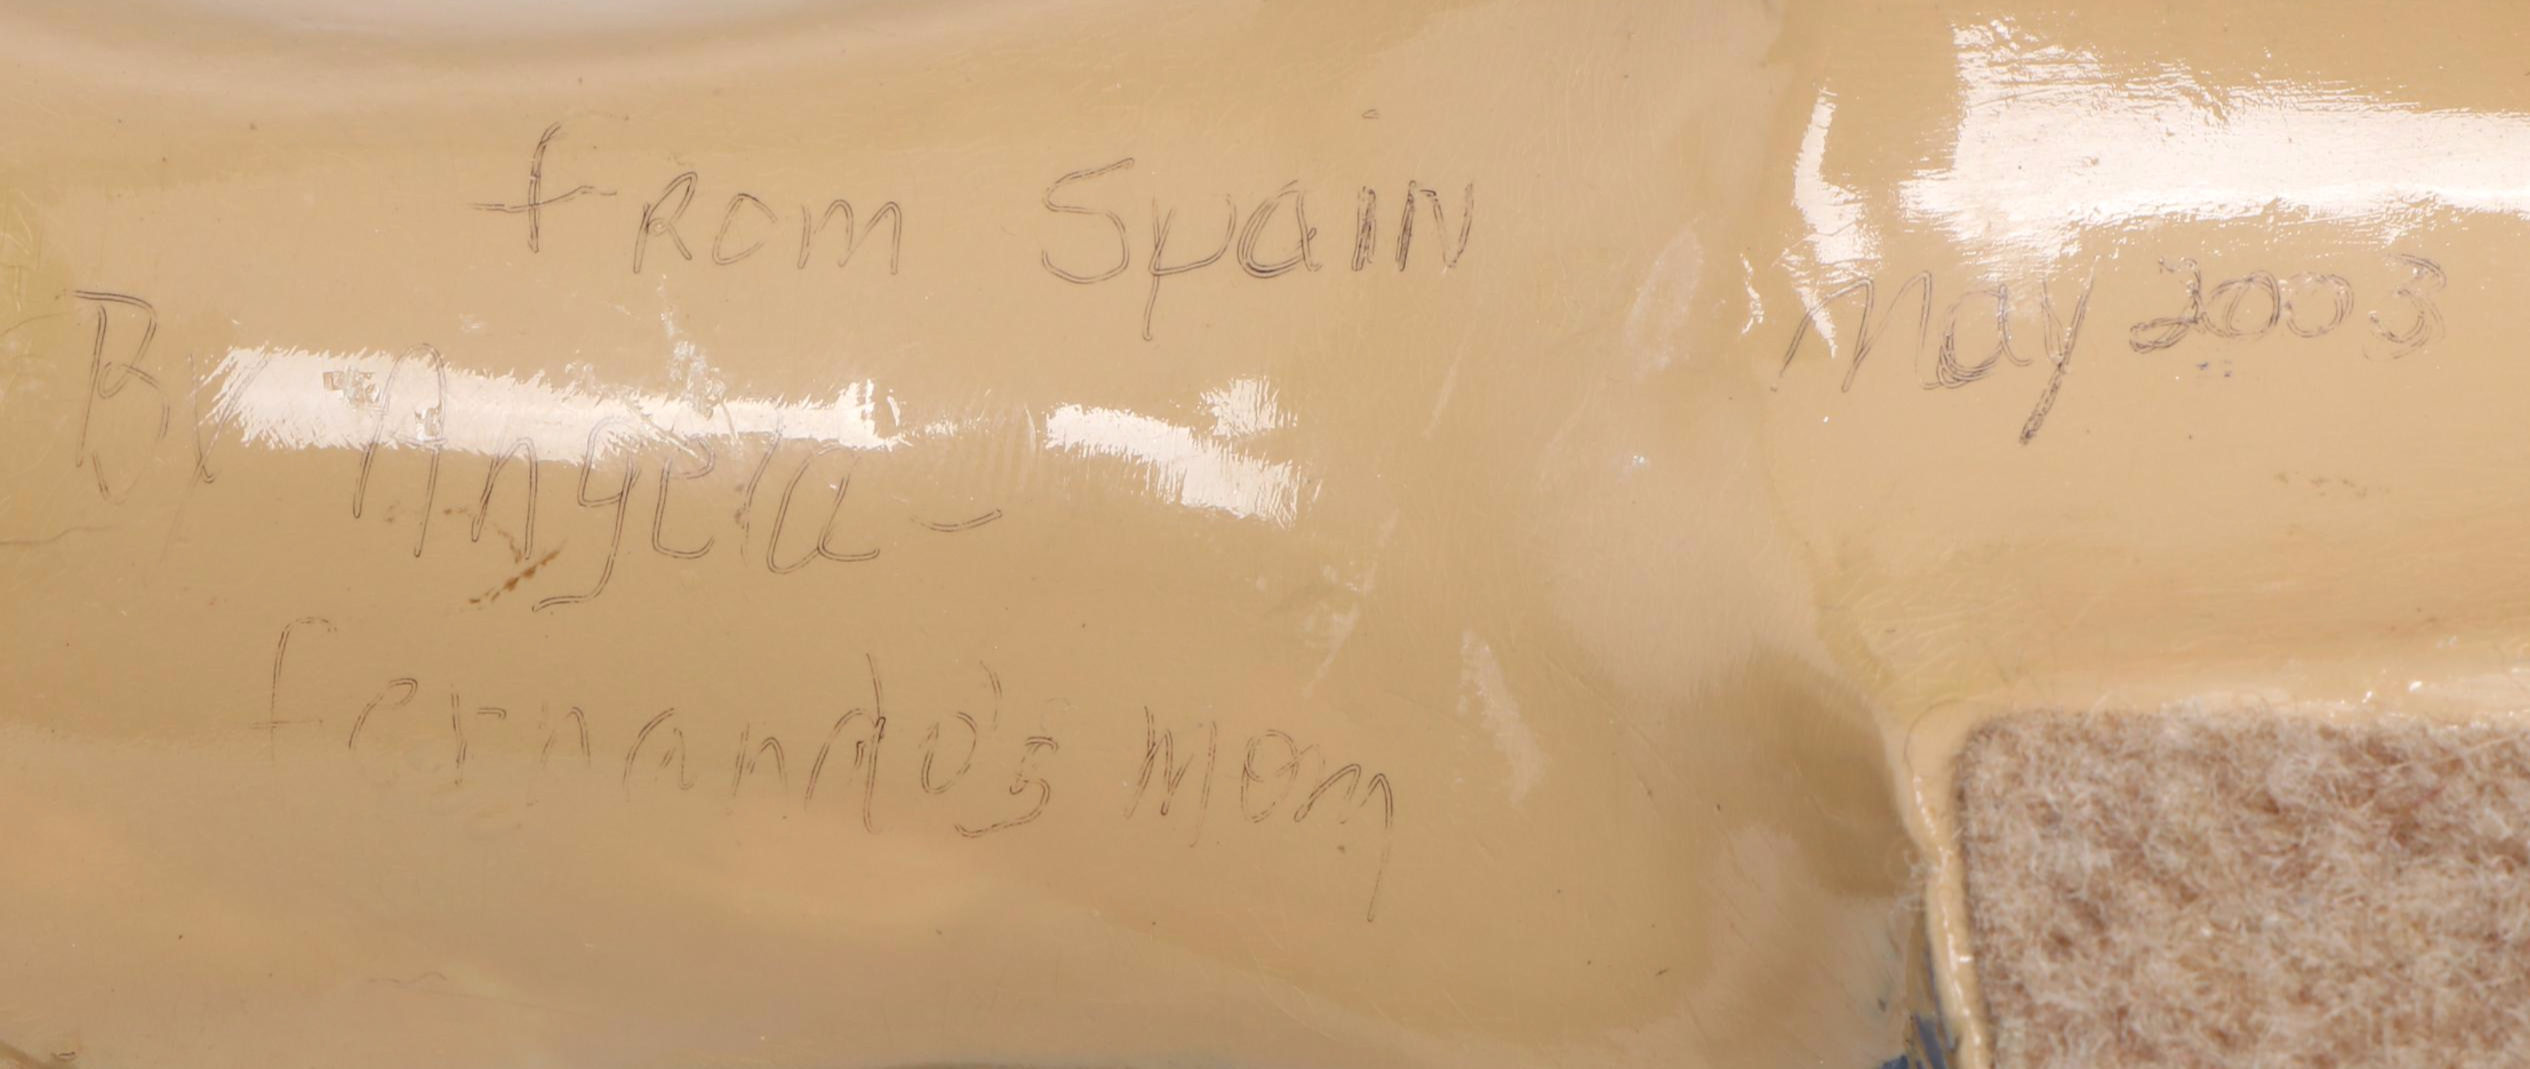 from Spain
May 2003
By Angela -
fernando's mom